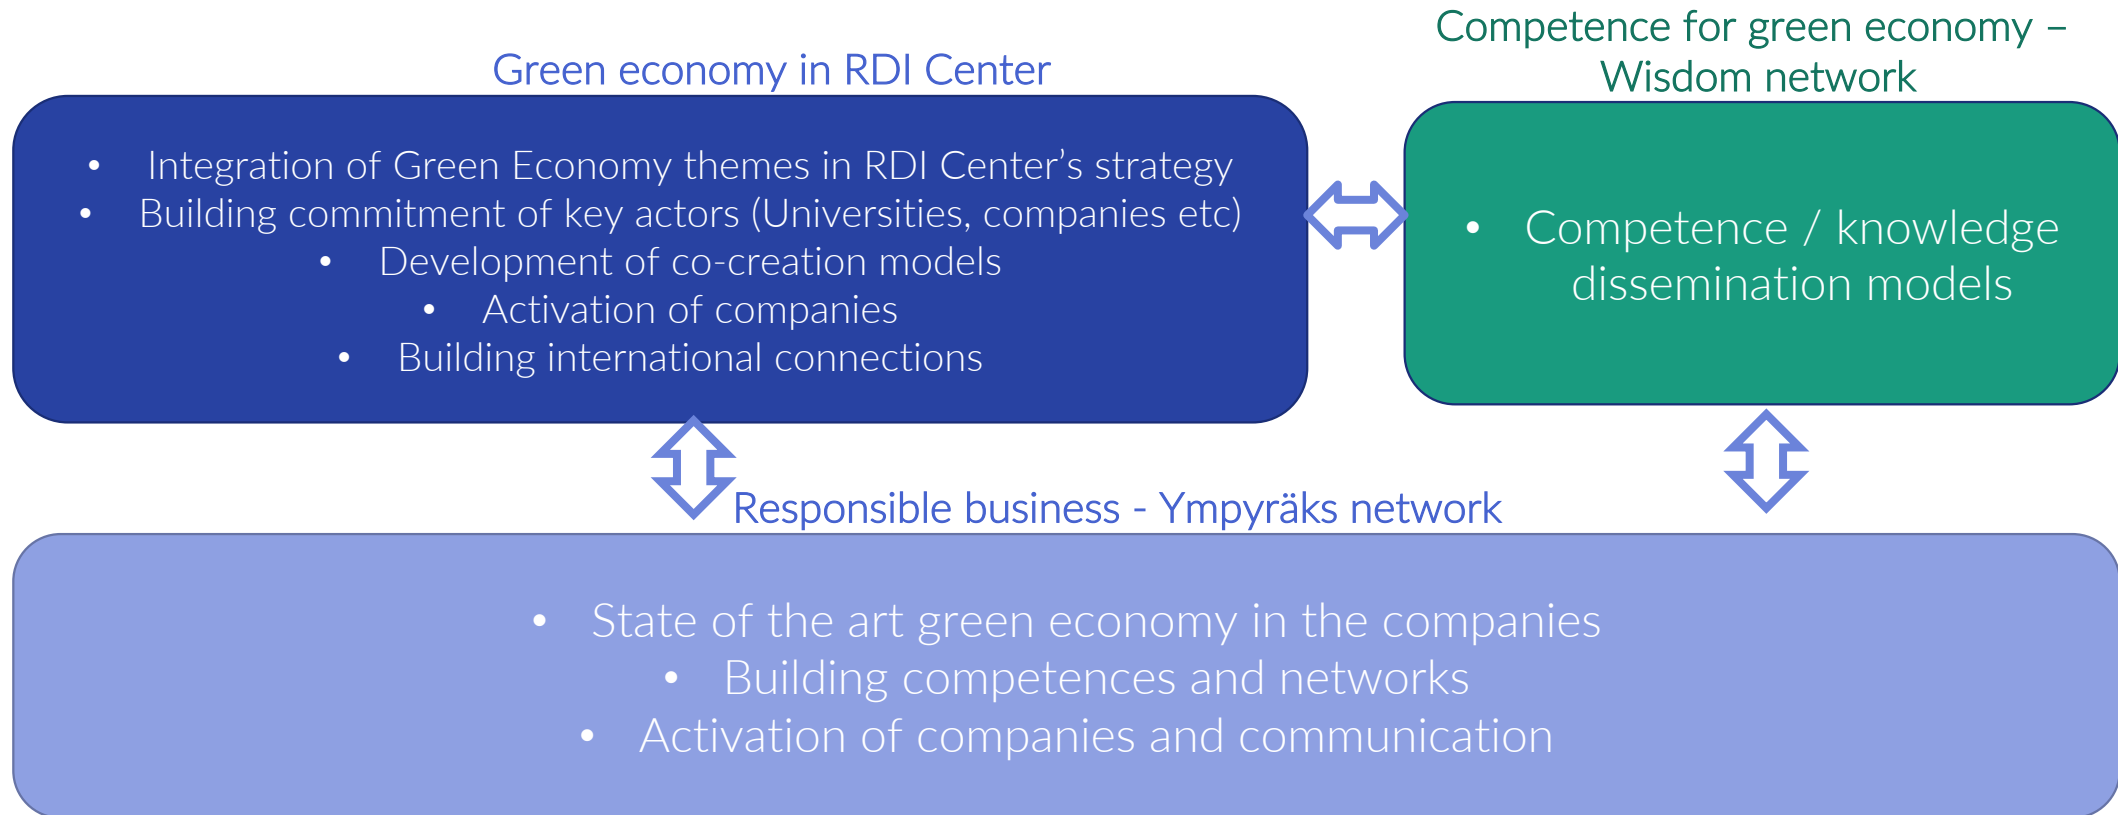 Green economy in RDI Center
• Integration of Green Economy themes in RDI Center’s strategy
• Building commitment of key actors (Universities, companies etc)
• Development of co-creation models
• Activation of companies
• Building international connections
Competence for green economy –
Wisdom network
• Competence / knowledge
dissemination models
Responsible business - Ympyräks network
• State of the art green economy in the companies
• Building competences and networks
• Activation of companies and communication